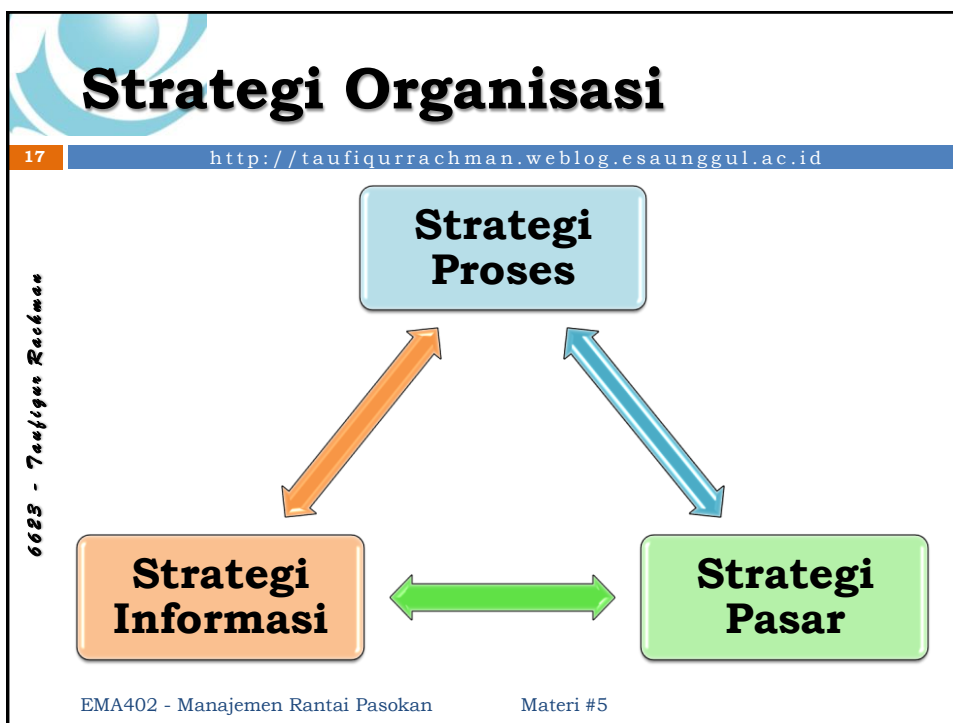 Strategi Organisasi
17
http://taufiqurrachman.weblog.esaunggul.ac.id
6623 - Taufiqur Rachman
Strategi
Proses
Strategi
Informasi
Strategi
Pasar
EMA402 - Manajemen Rantai Pasokan
Materi #5